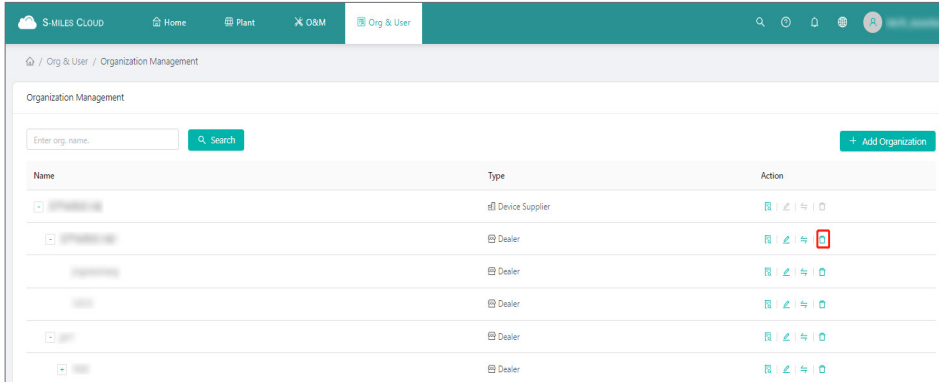 S-MILES CLOUD Home Plant O&M Org & User
/ Org & User / Organization Management
Organization Management
Enter org. name. Search + Add Organization
Name Type Action
Device Supplier
Dealer
Dealer
Dealer
Dealer
Dealer